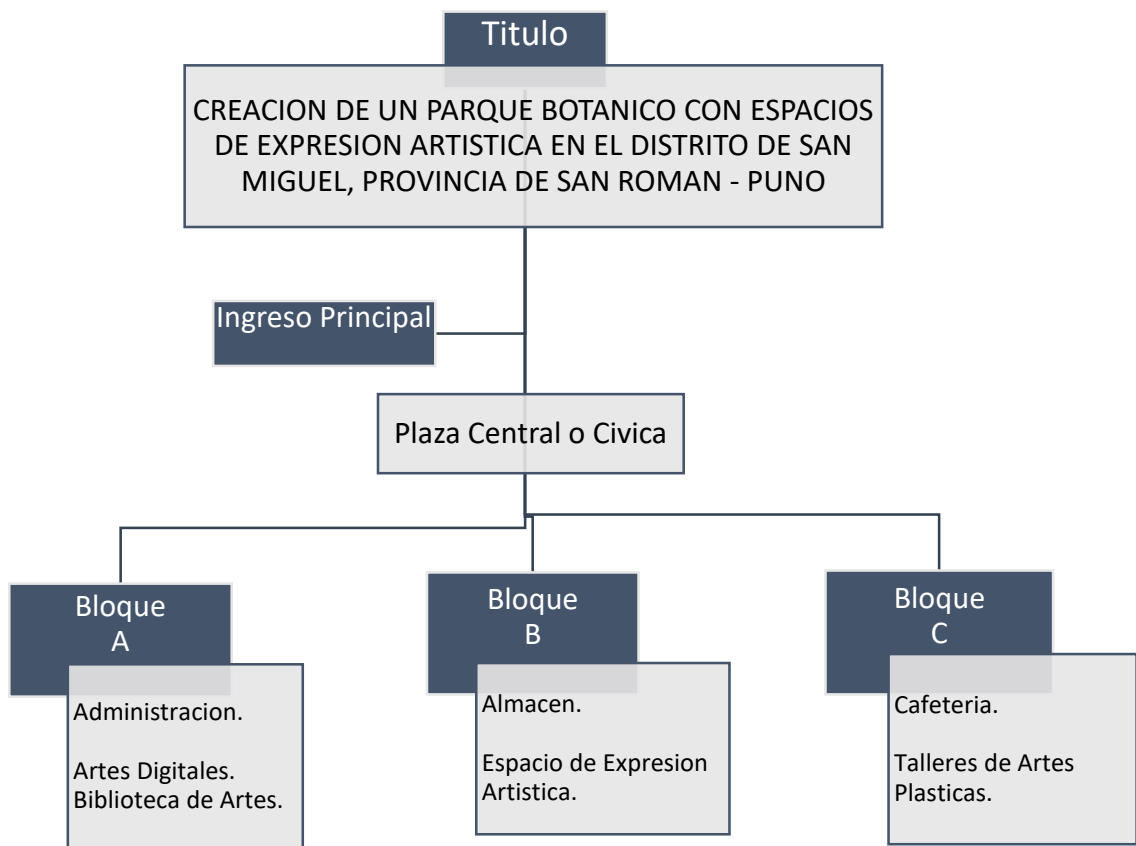 Titulo
CREACION DE UN PARQUE BOTANICO CON ESPACIOS
DE EXPRESION ARTISTICA EN EL DISTRITO DE SAN
MIGUEL, PROVINCIA DE SAN ROMAN - PUNO
Ingreso Principal
Plaza Central o Civica
Bloque
A
Administracion.
Artes Digitales.
Biblioteca de Artes.
Bloque
B
Almacen.
Espacio de Expresion
Artistica.
Bloque
C
Cafeteria.
Talleres de Artes
Plasticas.